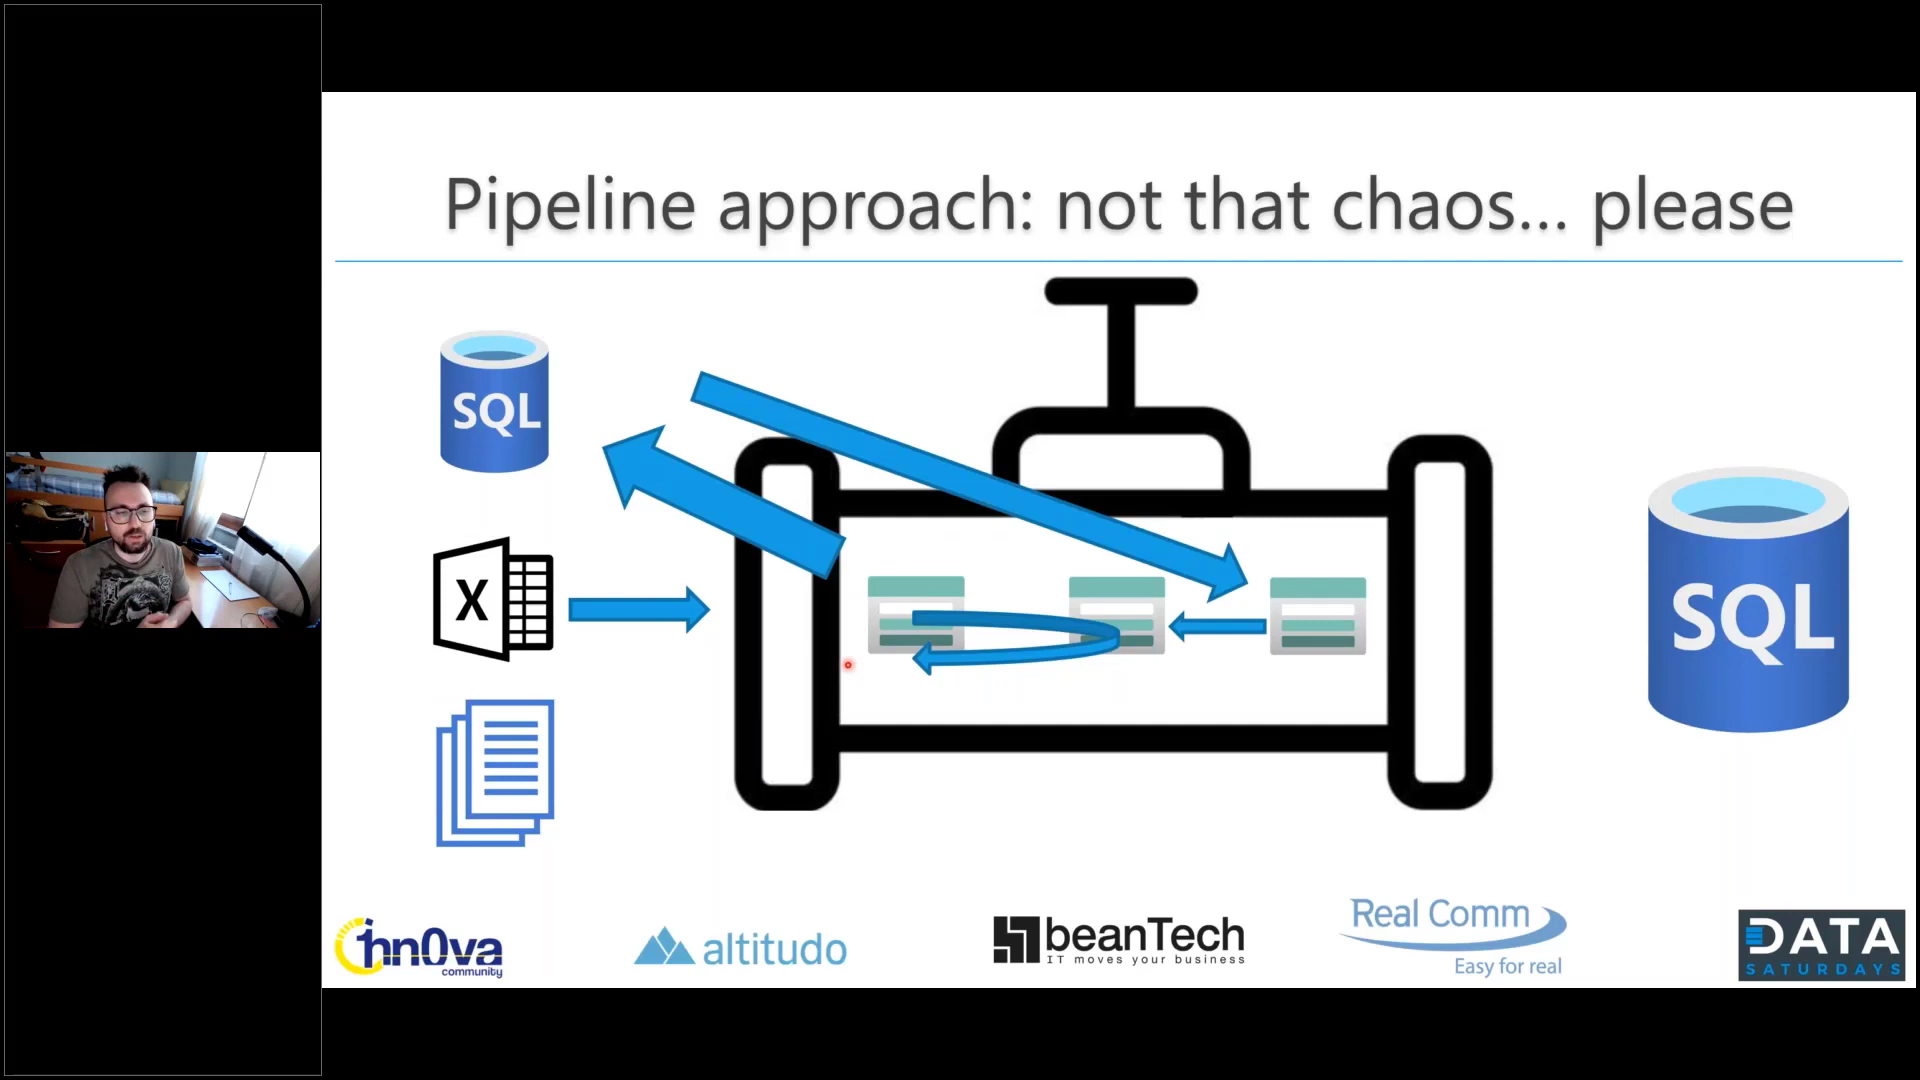 Pipeline approach: not that chaos... please
SQL
X
SQL
1nn0va
community
altitudo
beanTech
IT moves your business
Real Comm
Easy for real
DATA
SATURDAYS